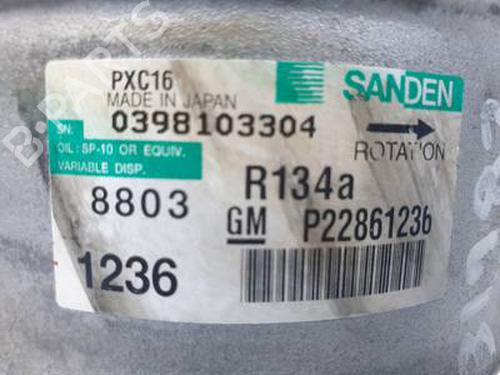 PXC16
MADE IN JAPAN
SANDEN
SN.
0398103304
ROTATION
OIL: SP-10 OR EQUIV.
VARIABLE DISP.
8803
R134a
GM P22861236
1236
B-PARTS